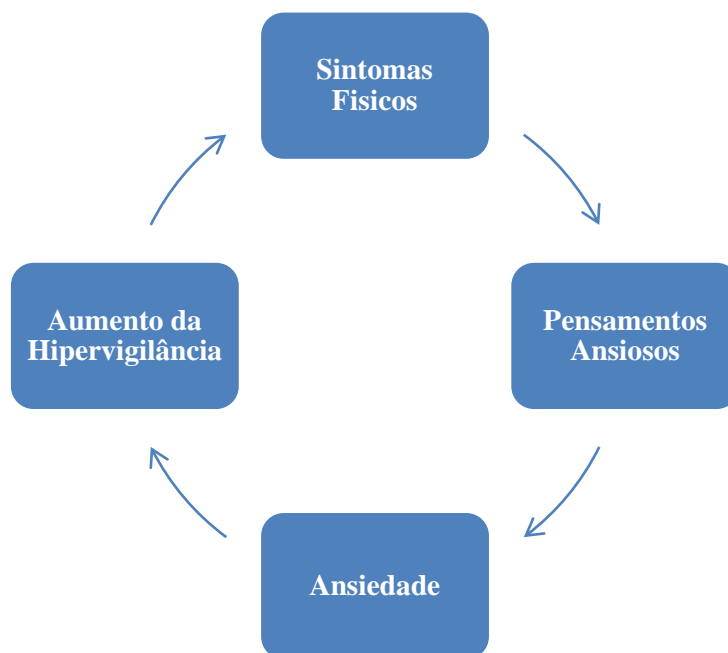 Sintomas
Fisicos
Pensamentos
Ansiosos
Ansiedade
Aumento da
Hipervigilância